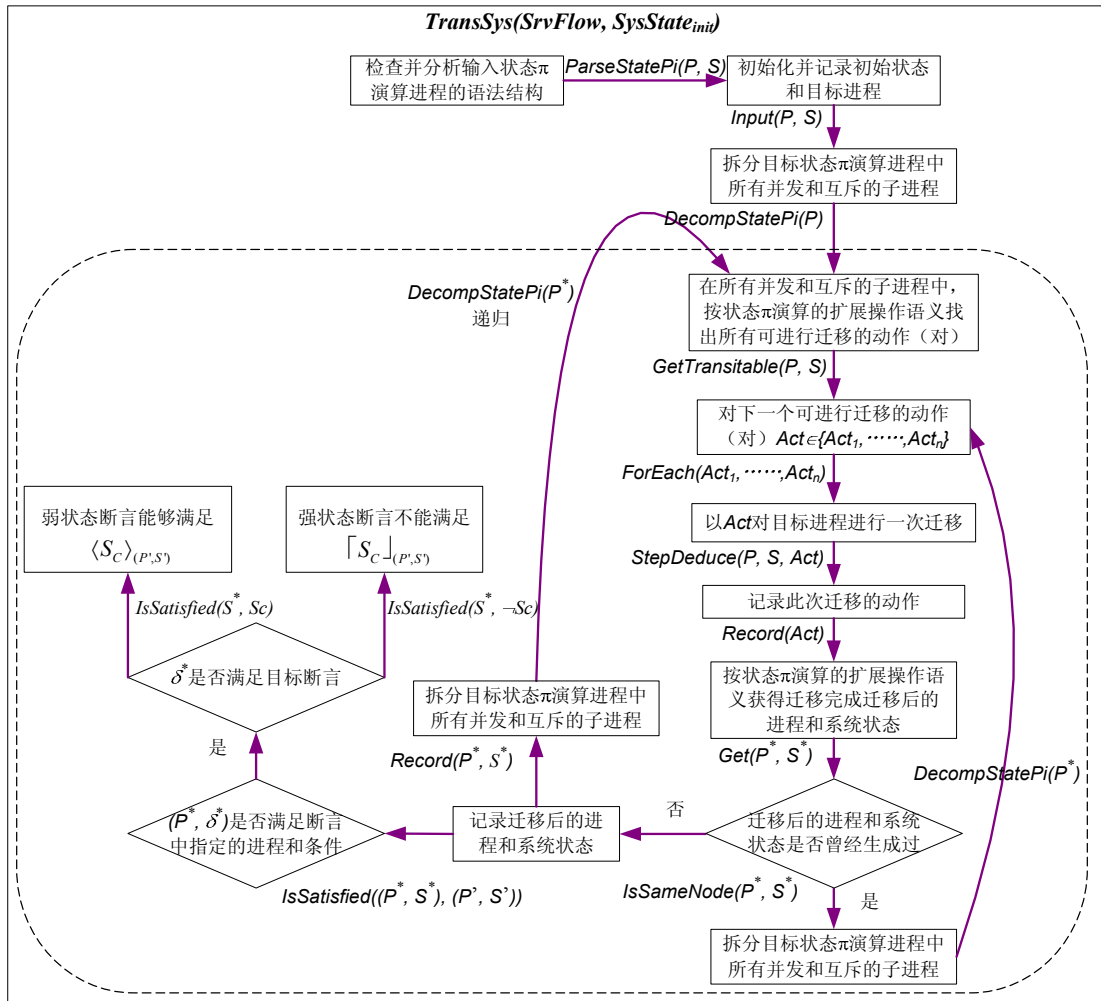 TransSys(SrvFlow, SysState_init)
检查并分析输入状态π
演算进程的语法结构
ParseStatePi(P, S)
初始化并记录初始状态
和目标进程
Input(P, S)
拆分目标状态π演算进程中
所有并发和互斥的子进程
DecompStatePi(P)
在所有并发和互斥的子进程中,
按状态π演算的扩展操作语义找
出所有可进行迁移的动作（对）
DecompStatePi(P*)
递归
GetTransitable(P, S)
对下一个可进行迁移的动作
（对）Act∈{Act₁,……,Actₙ}
ForEach(Act₁,……,Actₙ)
以Act对目标进程进行一次迁移
StepDeduce(P, S, Act)
记录此次迁移的动作
Record(Act)
按状态π演算的扩展操作语
义获得迁移完成迁移后的
进程和系统状态
Get(P*, S*)
DecompStatePi(P*)
迁移后的进程和系统
状态是否曾经生成过
IsSameNode(P*, S*)
是
拆分目标状态π演算进程中
所有并发和互斥的子进程
否
记录迁移后的进
程和系统状态
Record(P*, S*)
拆分目标状态π演算进程中
所有并发和互斥的子进程
IsSatisfied((P*, S*), (P', S'))
(P*, δ*)是否满足断言
中指定的进程和条件
是
δ*是否满足目标断言
IsSatisfied(S*, Sc)
IsSatisfied(S*, ¬Sc)
弱状态断言能够满足
⟨S_C⟩_(P',S')
强状态断言不能满足
⌈S_C⌋_(P',S')